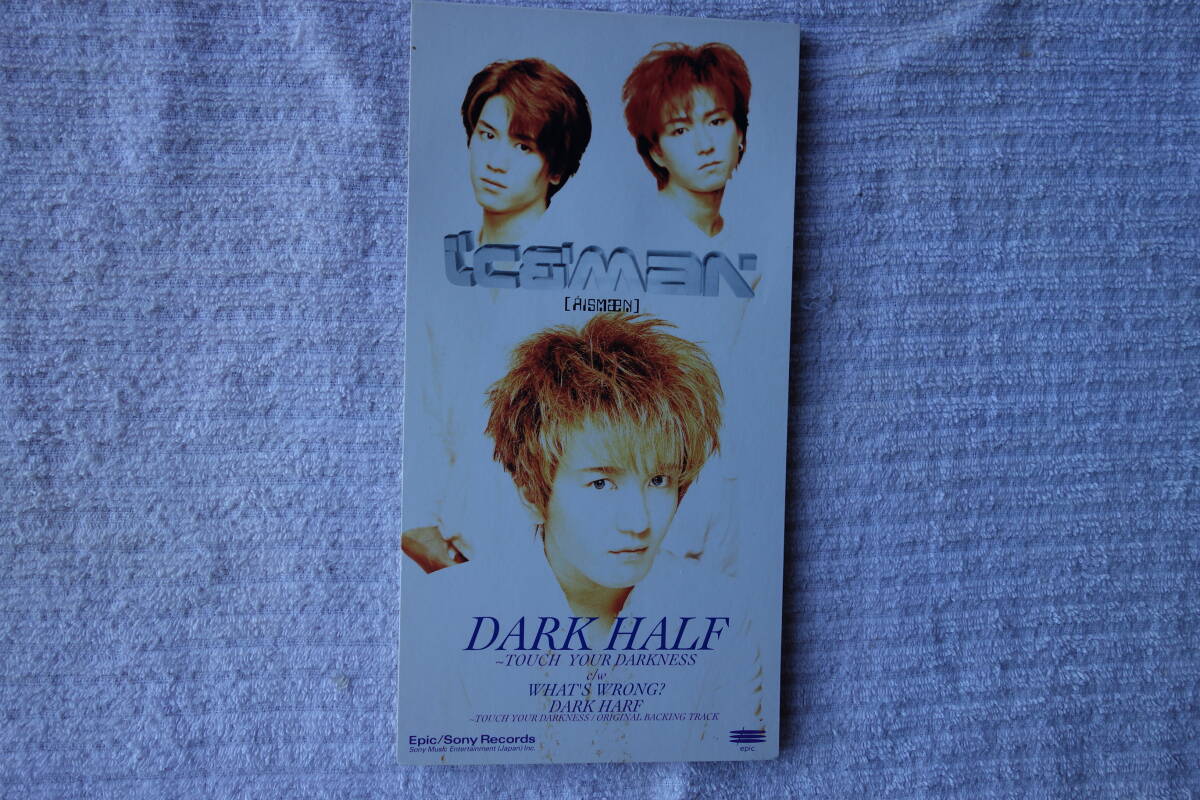 iceman
[ÁISMÆN]
DARK HALF
~TOUCH YOUR DARKNESS
c/w
WHAT'S WRONG?
DARK HARF
~TOUCH YOUR DARKNESS / ORIGINAL BACKING TRACK
Epic/Sony Records
Sony Music Entertainment (Japan) Inc.
epic